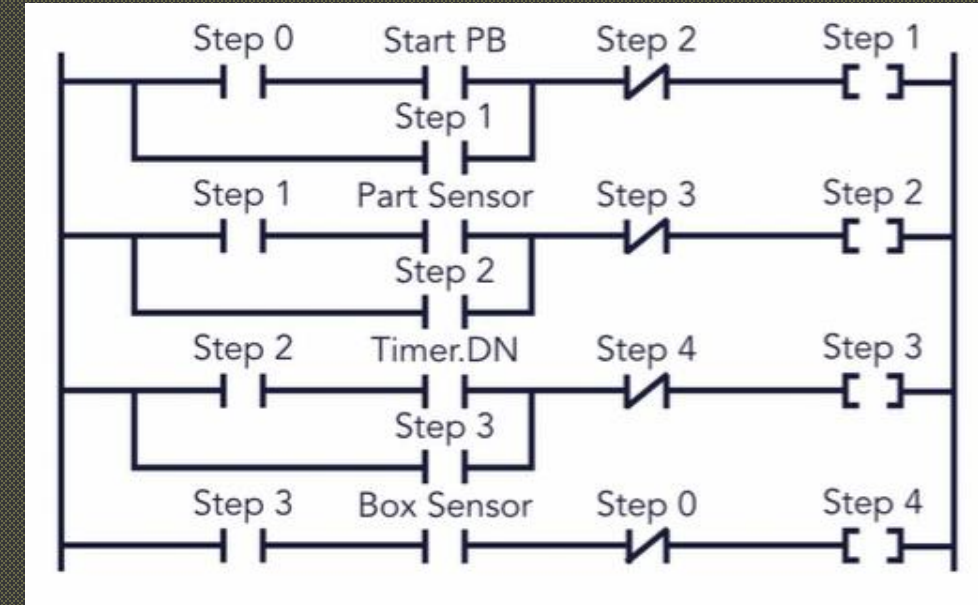 Step 0 Start PB Step 2 Step 1
Step 1
Step 1 Part Sensor Step 3 Step 2
Step 2
Step 2 Timer.DN Step 4 Step 3
Step 3
Step 3 Box Sensor Step 0 Step 4